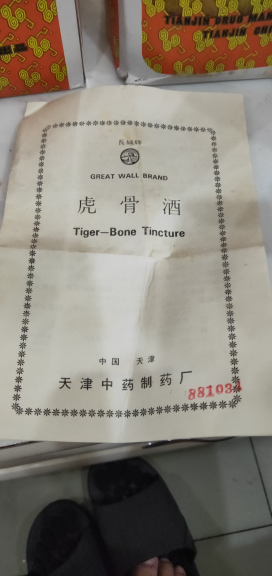 TIANJIN DRUG MA
TIANJIN
长城牌
GREAT WALL BRAND
虎骨酒
Tiger—Bone Tincture
中国 天津
天津中药制药厂
88103